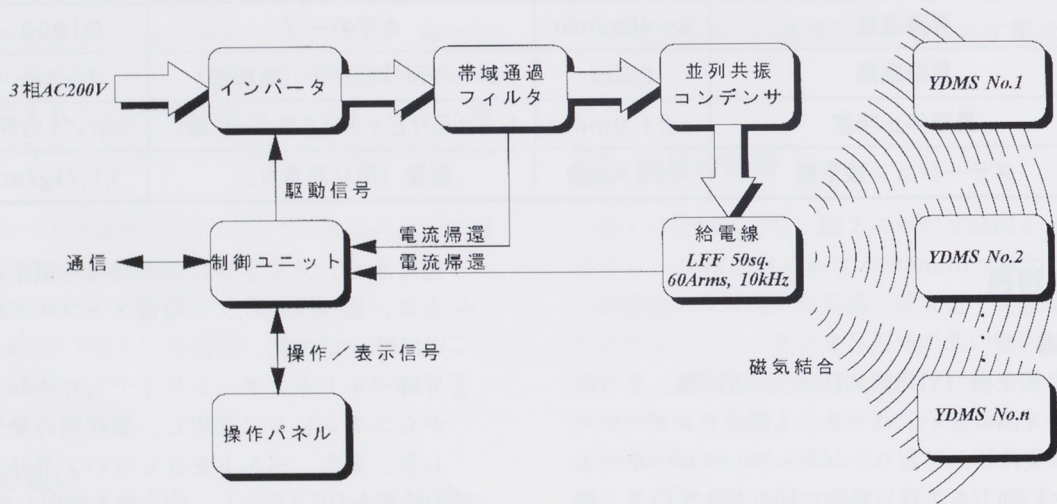 3相AC200V
インバータ
帯域通過
フィルタ
並列共振
コンデンサ
YDMS No.1
駆動信号
電流帰還
通信
制御ユニット
電流帰還
給電線
LFF 50sq.
60Arms, 10kHz
YDMS No.2
操作／表示信号
磁気結合
操作パネル
YDMS No.n